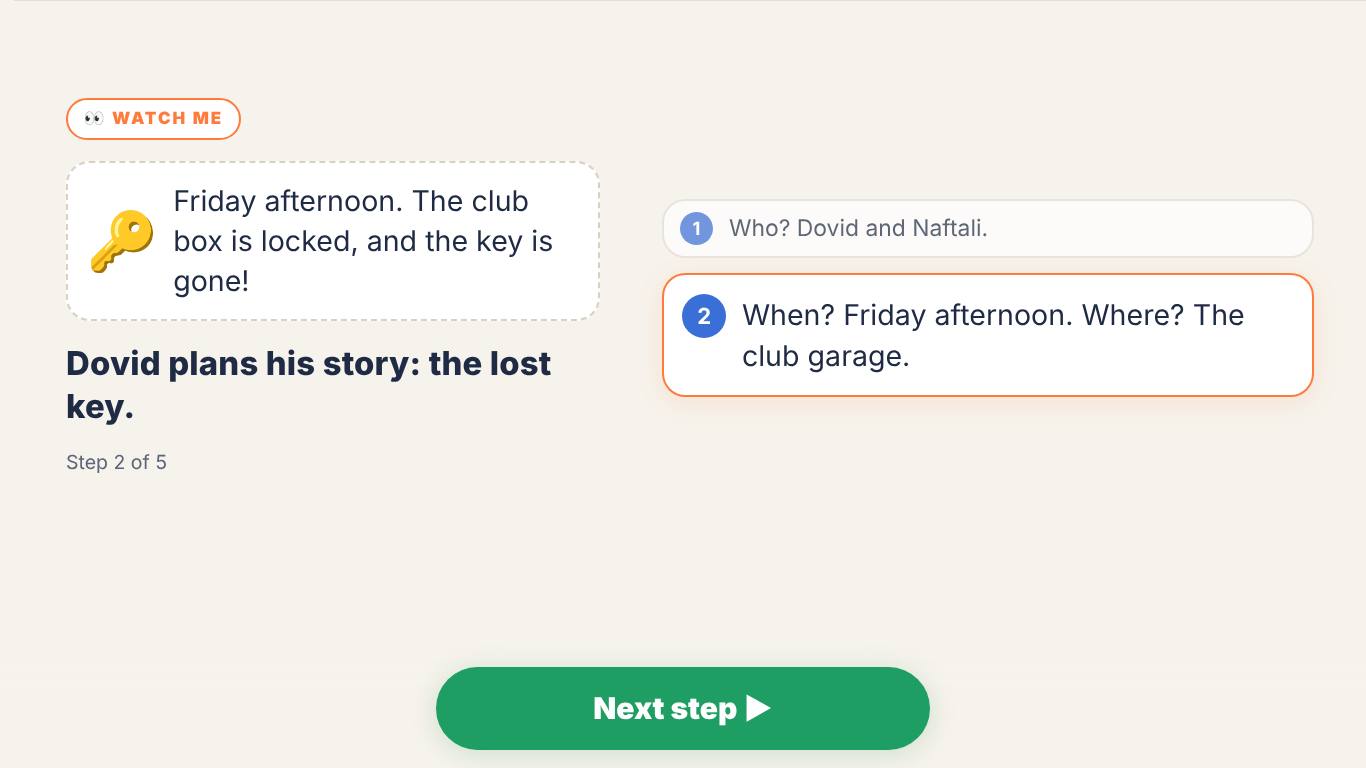 👀 WATCH ME
Friday afternoon. The club
box is locked, and the key is
gone!
Dovid plans his story: the lost
key.
Step 2 of 5
1 Who? Dovid and Naftali.
2 When? Friday afternoon. Where? The
club garage.
Next step ▶